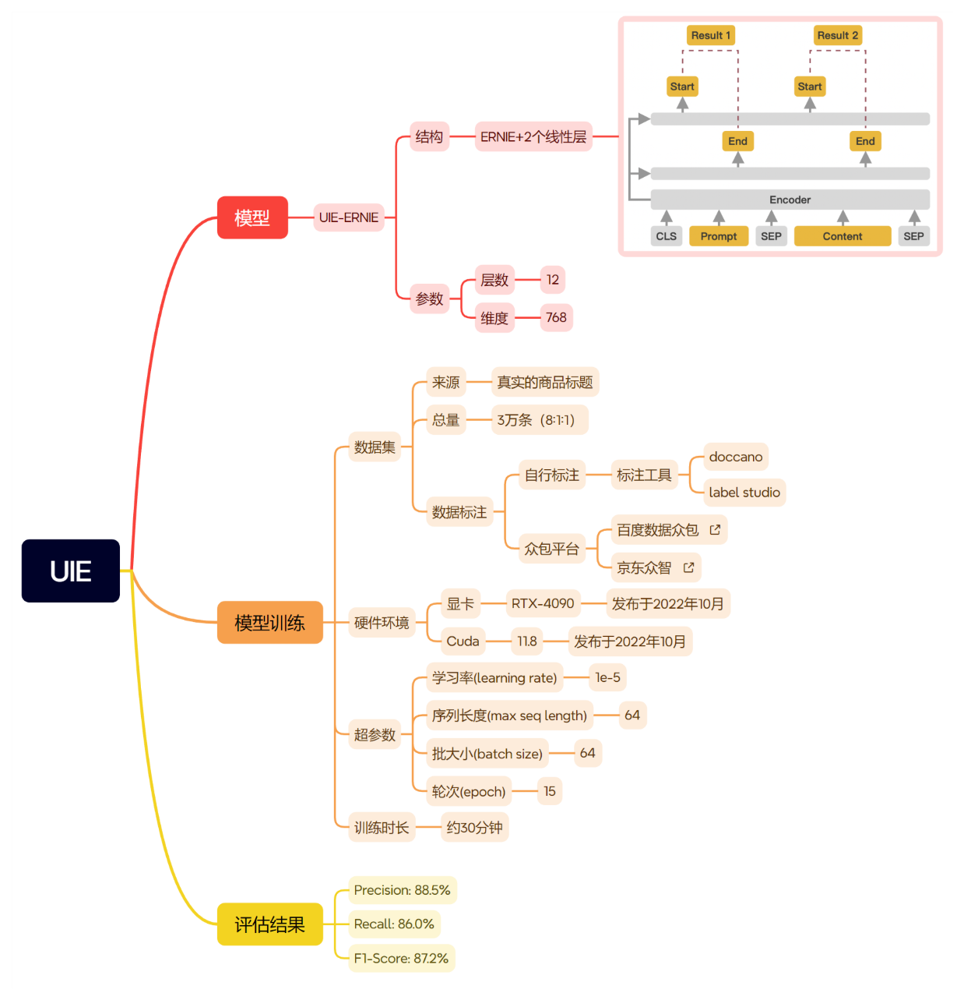 Result 1
Result 2
Start
Start
End
End
Encoder
CLS
Prompt
SEP
Content
SEP
UIE
模型
UIE-ERNIE
结构
ERNIE+2个线性层
参数
层数
12
维度
768
模型训练
数据集
来源
真实的商品标题
总量
3万条（8:1:1）
数据标注
自行标注
标注工具
doccano
label studio
众包平台
百度数据众包
京东众智
硬件环境
显卡
RTX-4090
发布于2022年10月
Cuda
11.8
发布于2022年10月
超参数
学习率(learning rate)
1e-5
序列长度(max seq length)
64
批大小(batch size)
64
轮次(epoch)
15
训练时长
约30分钟
评估结果
Precision: 88.5%
Recall: 86.0%
F1-Score: 87.2%